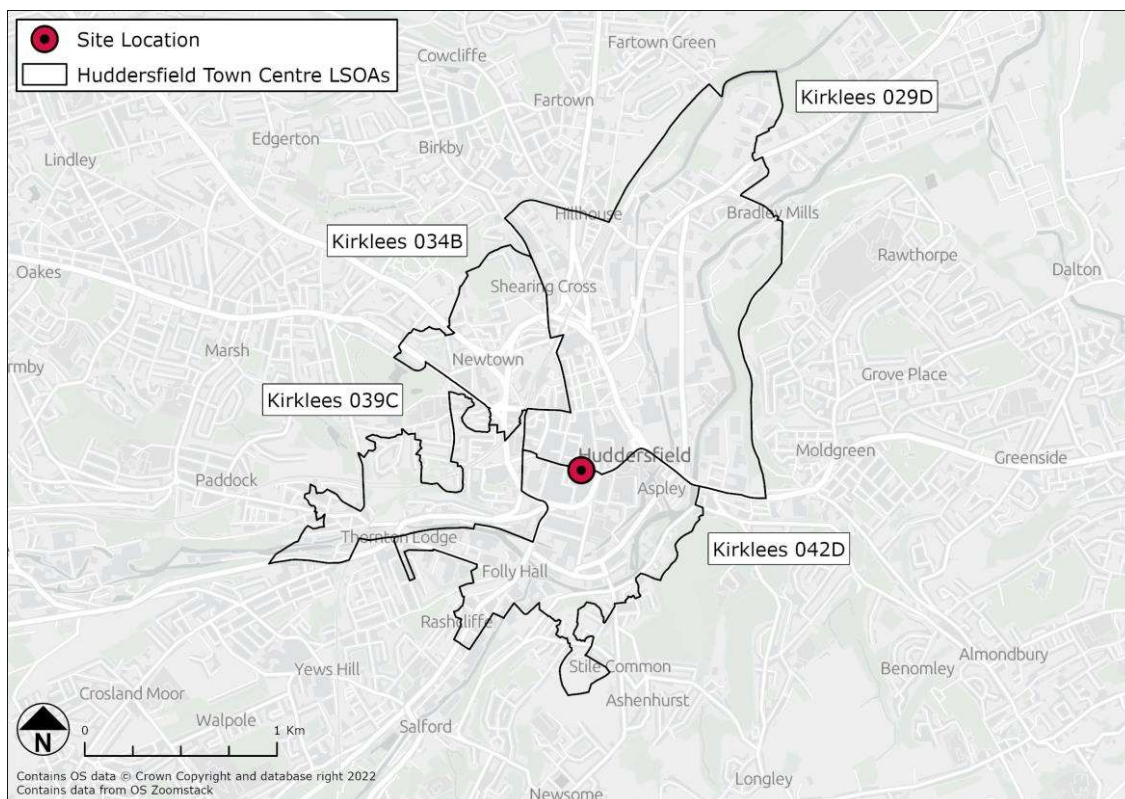 Site Location
Huddersfield Town Centre LSOAs
Cowcliffe
Fartown Green
Kirklees 029D
Fartown
Edgerton
Birkby
Lindley
Hillhouse
Bradley Mills
Kirklees 034B
Rawthorpe
Oakes
Dalton
Shearing Cross
Marsh
Newtown
rmby
Grove Place
Kirklees 039C
Moldgreen
Huddersfield
Greenside
Paddock
Aspley
Thornton Lodge
Kirklees 042D
Folly Hall
Rashcliffe
Yews Hill
Stile Common
Almondbury
Benomley
Crosland Moor
Ashenhurst
Walpole
Salford
N
0 1 Km
Longley
Contains OS data © Crown Copyright and database right 2022
Contains data from OS Zoomstack
Newsome